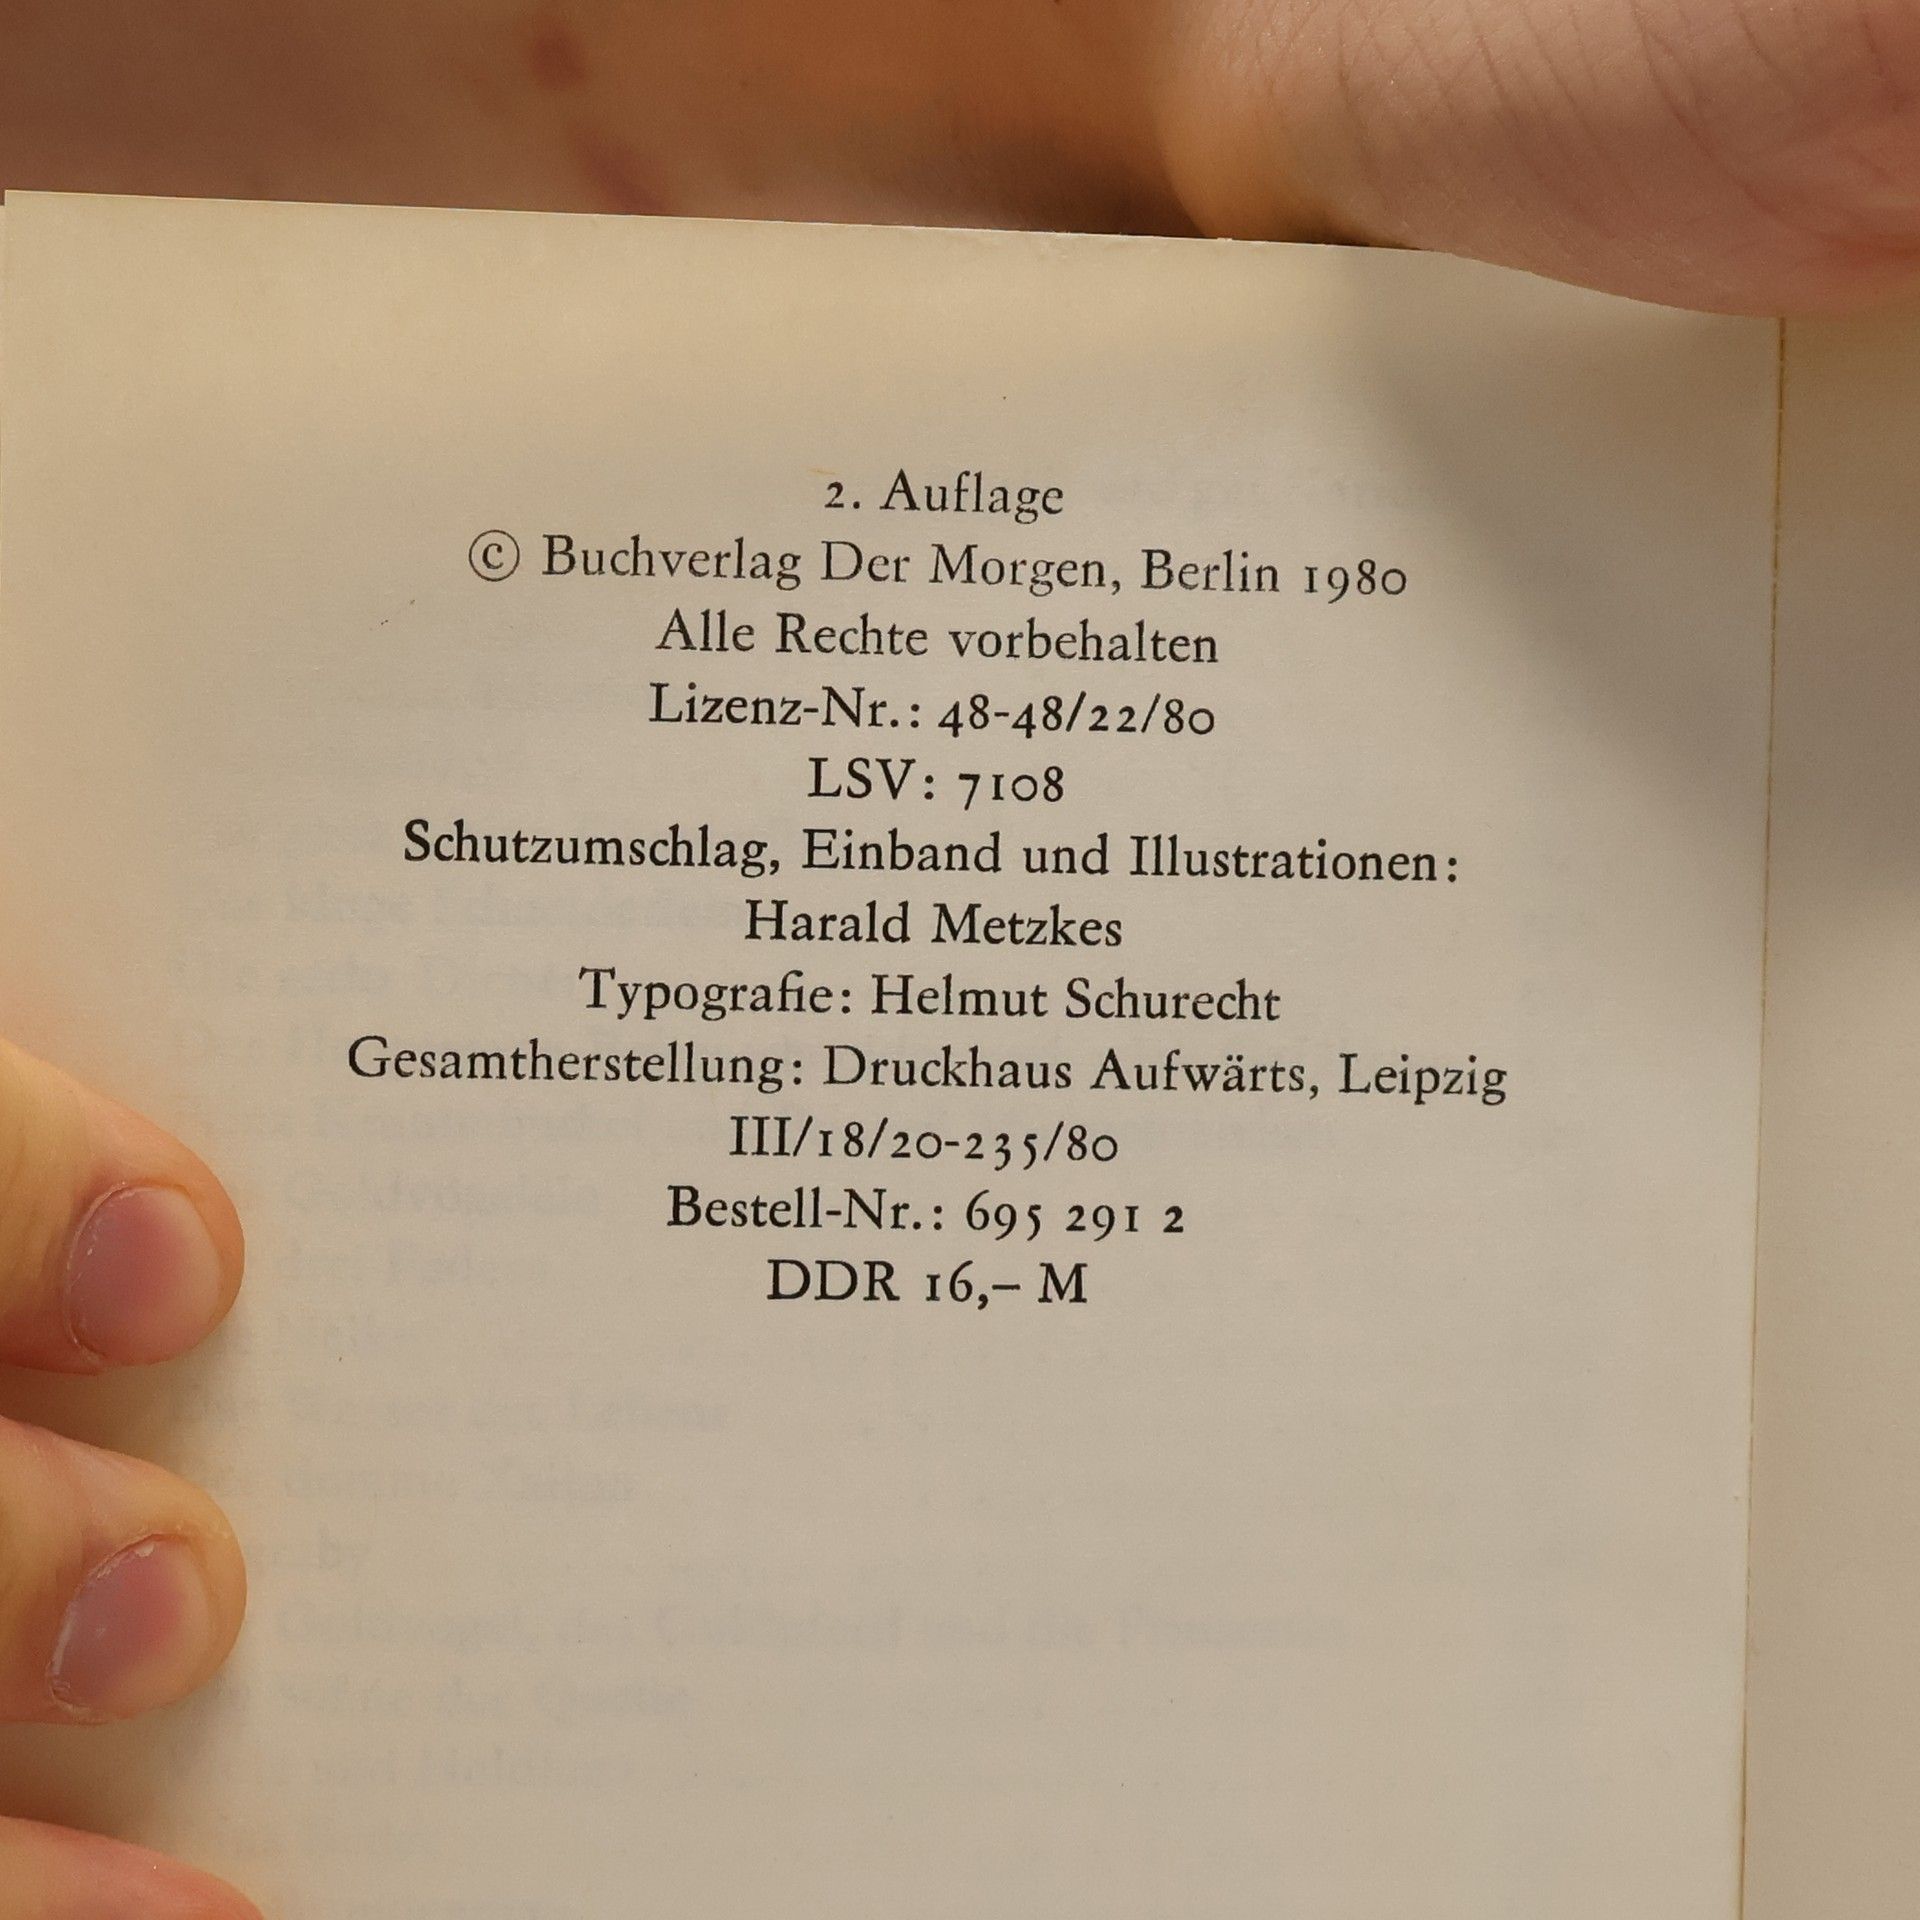 2. Auflage
© Buchverlag Der Morgen, Berlin 1980
Alle Rechte vorbehalten
Lizenz-Nr.: 48-48/22/80
LSV: 7108
Schutzumschlag, Einband und Illustrationen:
Harald Metzkes
Typografie: Helmut Schurecht
Gesamtherstellung: Druckhaus Aufwärts, Leipzig
III/18/20-235/80
Bestell-Nr.: 695 291 2
DDR 16,– M